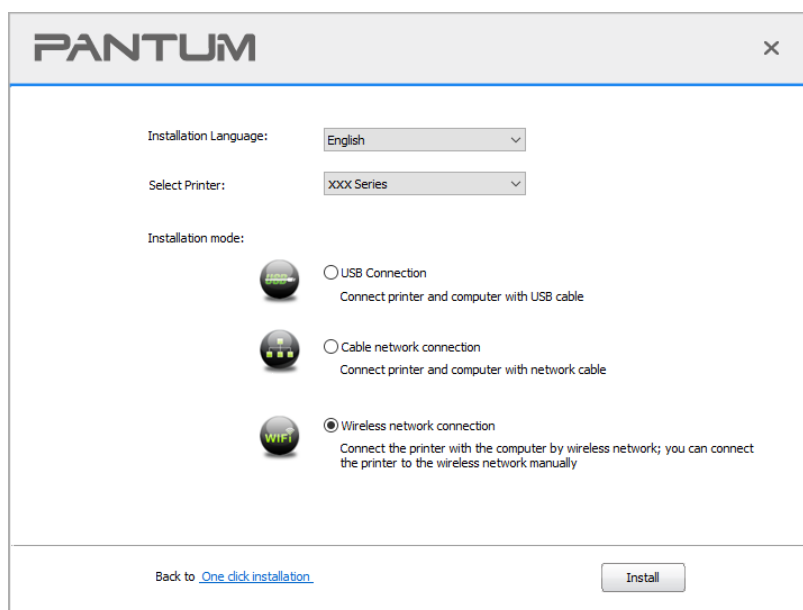 PANTUM
Installation Language:
English
Select Printer:
XXX Series
Installation mode:
USB
USB Connection
Connect printer and computer with USB cable
Cable network connection
Connect printer and computer with network cable
WIFI
Wireless network connection
Connect the printer with the computer by wireless network; you can connect
the printer to the wireless network manually
Back to One click installation
Install